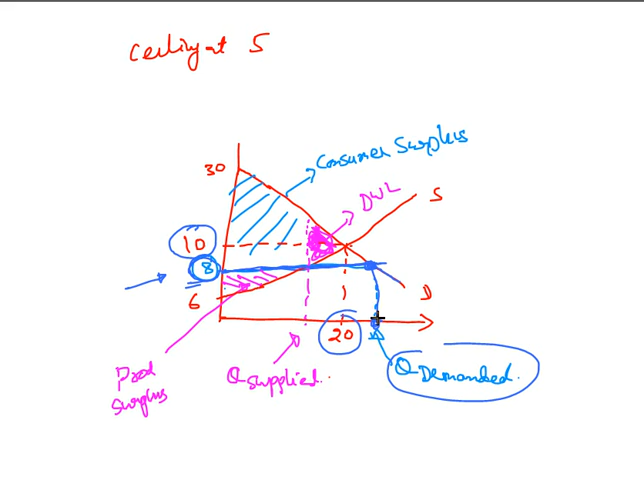 Ceiling at 5
30
Consumer Surplus
DWL
S
10
8
6
D
20
Prod
Surplus
Q Supplied.
Q Demanded.